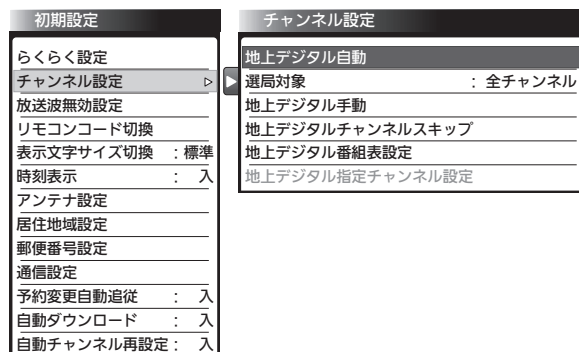 初期設定
らくらく設定
チャンネル設定
放送波無効設定
リモコンコード切換
表示文字サイズ切換 : 標準
時刻表示 : 入
アンテナ設定
居住地域設定
郵便番号設定
通信設定
予約変更自動追従 : 入
自動ダウンロード : 入
自動チャンネル再設定 : 入
チャンネル設定
地上デジタル自動
選局対象 : 全チャンネル
地上デジタル手動
地上デジタルチャンネルスキップ
地上デジタル番組表設定
地上デジタル指定チャンネル設定